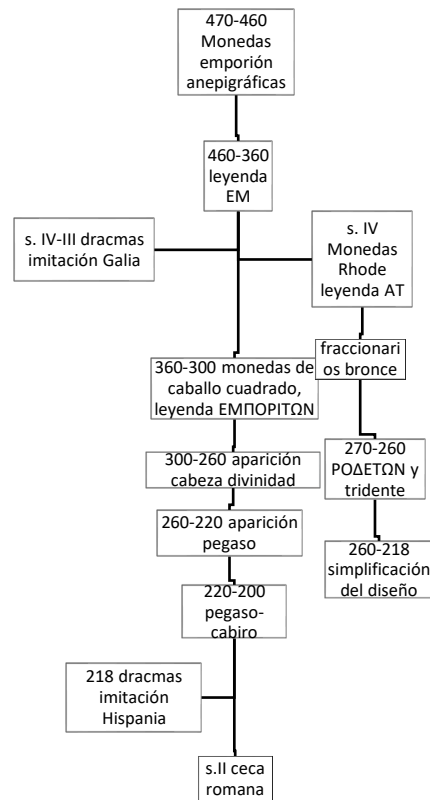 470-460
Monedas
emporión
anepigráficas
460-360
leyenda
EM
s. IV-III dracmas
imitación Galia
s. IV
Monedas
Rhode
leyenda AT
fraccionari
os bronce
360-300 monedas de
caballo cuadrado,
leyenda ΕΜΠΟΡΙΤΩΝ
270-260
ΡΟΔΕΤΩΝ y
tridente
300-260 aparición
cabeza divinidad
260-220 aparición
pegaso
260-218
simplificación
del diseño
220-200
pegaso-
cabiro
218 dracmas
imitación
Hispania
s.II ceca
romana